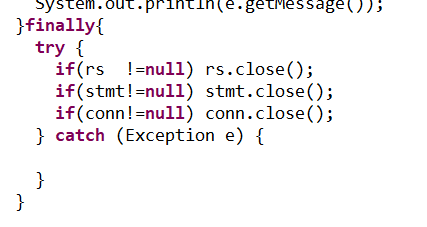 System.out.println(e.getMessage());
}finally{
try {
if(rs  !=null) rs.close();
if(stmt!=null) stmt.close();
if(conn!=null) conn.close();
} catch (Exception e) {
}
}